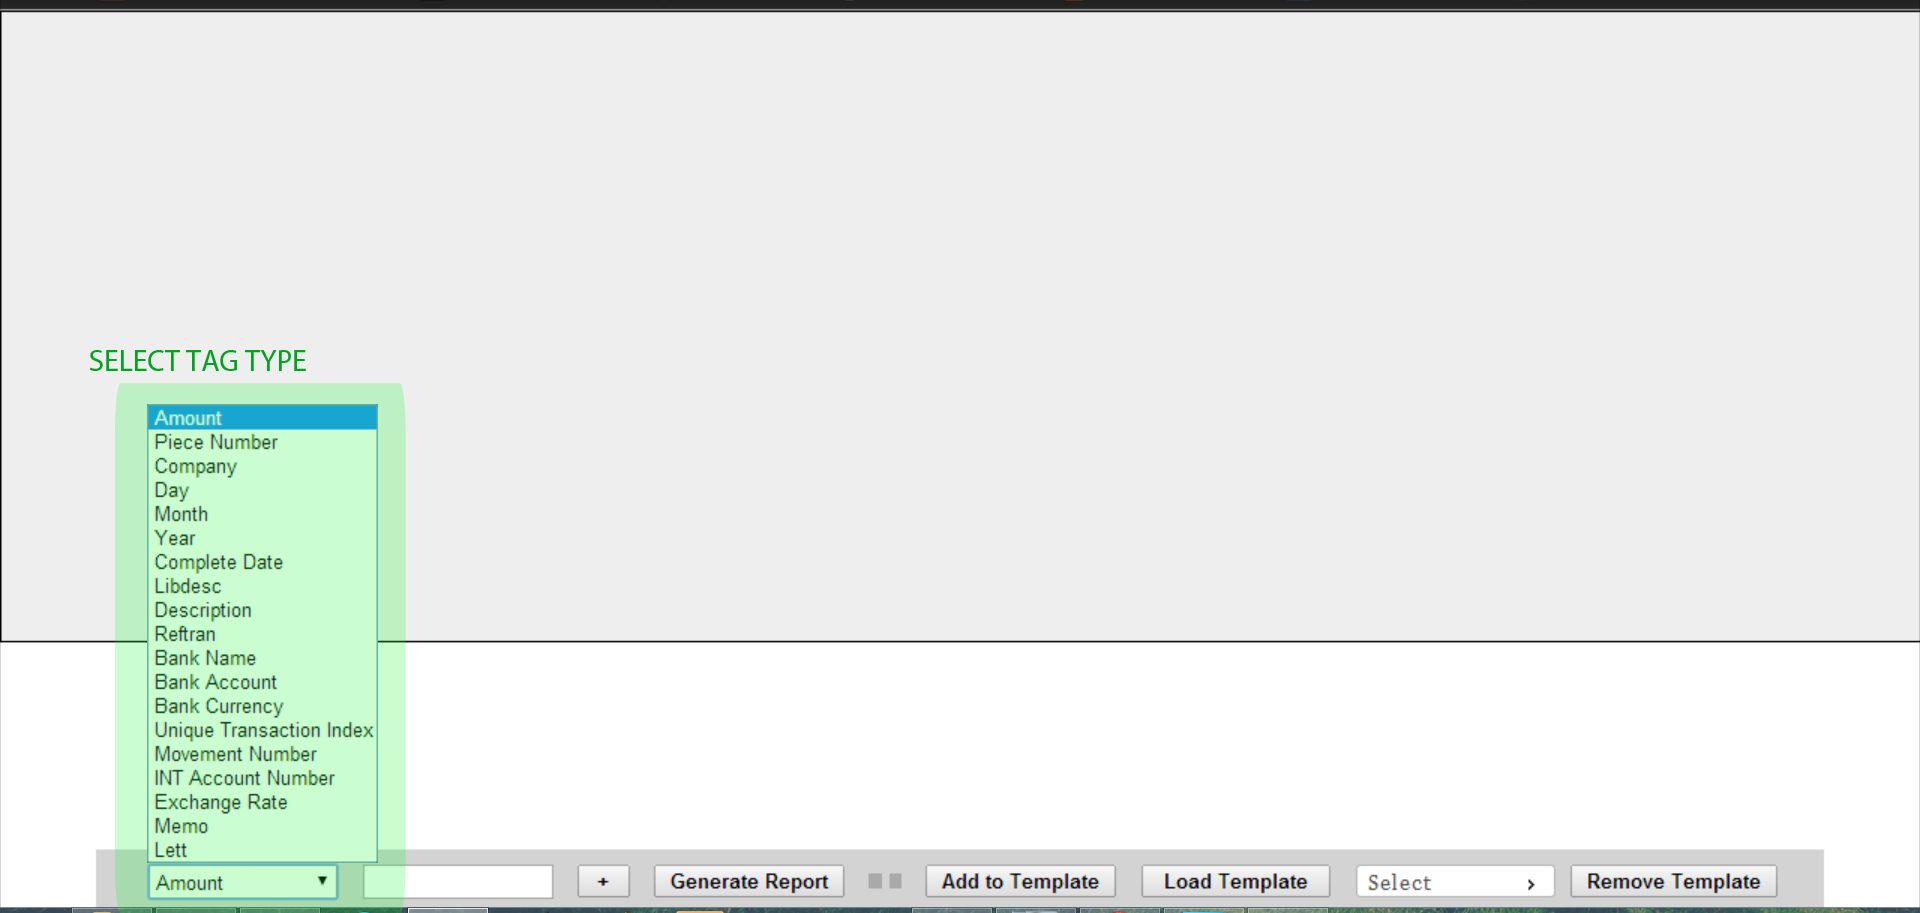 SELECT TAG TYPE
Amount
Piece Number
Company
Day
Month
Year
Complete Date
Libdesc
Description
Reftran
Bank Name
Bank Account
Bank Currency
Unique Transaction Index
Movement Number
INT Account Number
Exchange Rate
Memo
Lett
Amount + Generate Report Add to Template Load Template Select › Remove Template